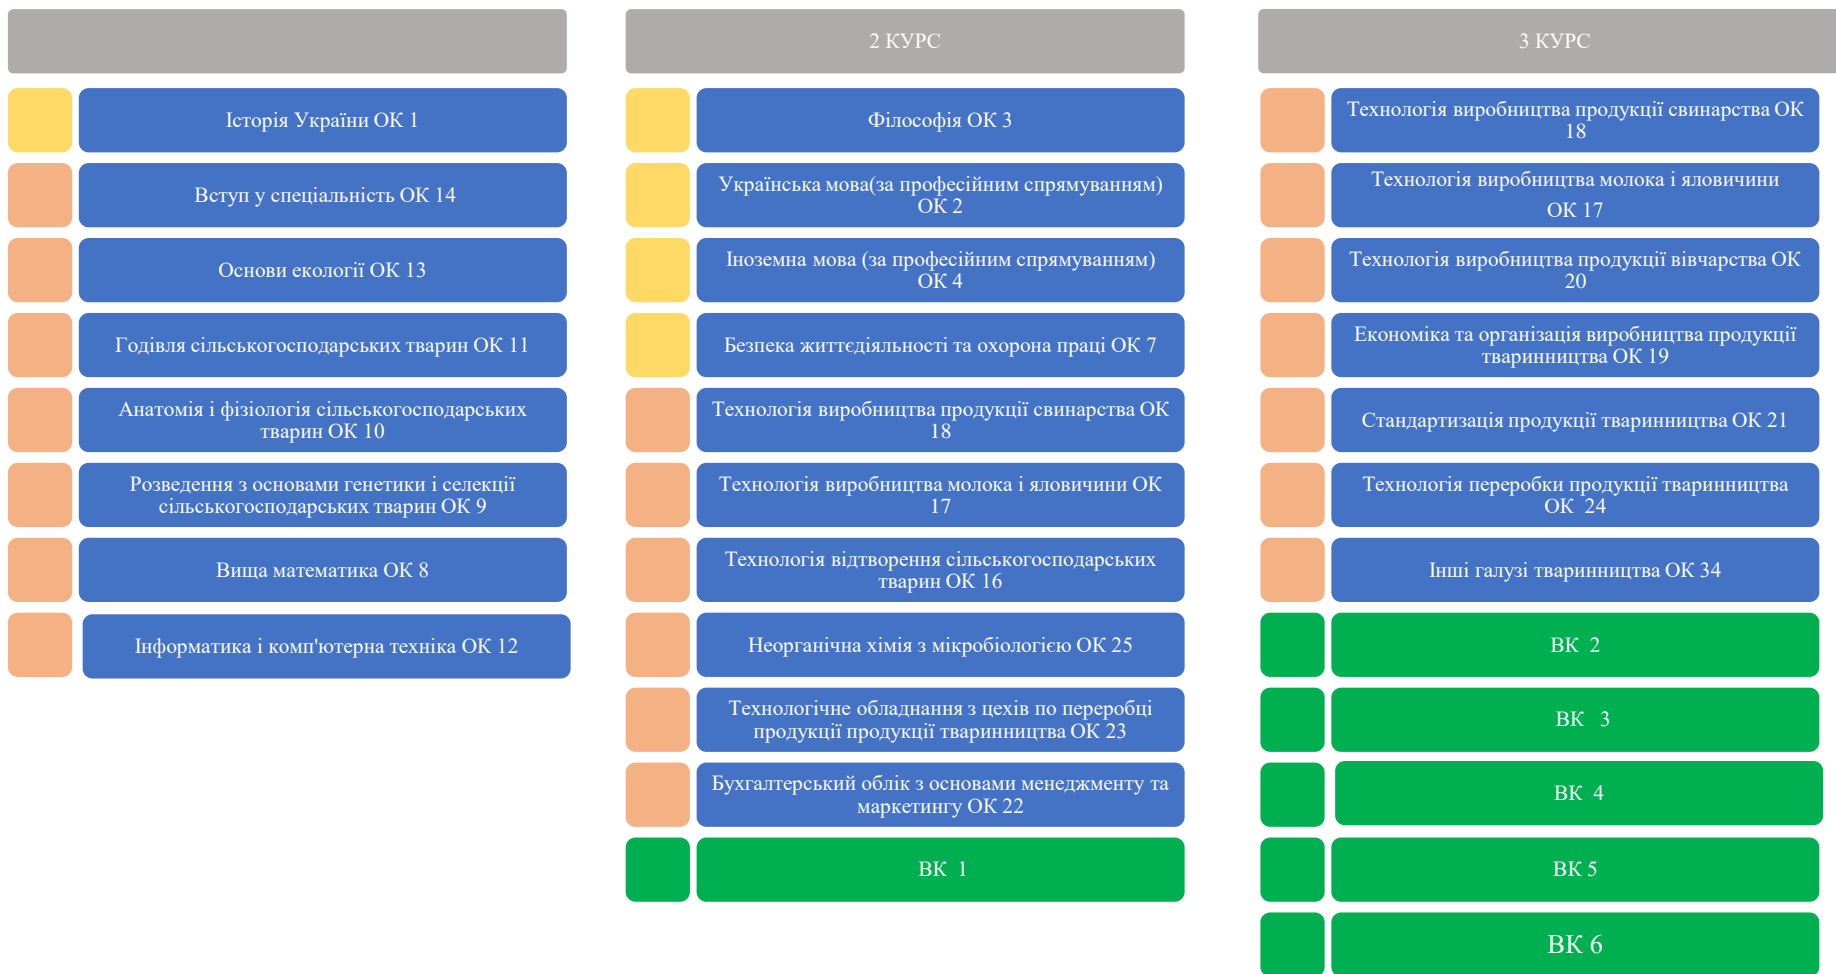 2 КУРС
3 КУРС
Історія України ОК 1
Вступ у спеціальність ОК 14
Основи екології ОК 13
Годівля сільськогосподарських тварин ОК 11
Анатомія і фізіологія сільськогосподарських
тварин ОК 10
Розведення з основами генетики і селекції
сільськогосподарських тварин ОК 9
Вища математика ОК 8
Інформатика і комп'ютерна техніка ОК 12
Філософія ОК 3
Українська мова(за професійним спрямуванням)
ОК 2
Іноземна мова (за професійним спрямуванням)
ОК 4
Безпека життєдіяльності та охорона праці ОК 7
Технологія виробництва продукції свинарства ОК
18
Технологія виробництва молока і яловичини ОК
17
Технологія відтворення сільськогосподарських
тварин ОК 16
Неорганічна хімія з мікробіологією ОК 25
Технологічне обладнання з цехів по переробці
продукції продукції тваринництва ОК 23
Бухгалтерський облік з основами менеджменту та
маркетингу ОК 22
ВК 1
Технологія виробництва продукції свинарства ОК
18
Технологія виробництва молока і яловичини
ОК 17
Технологія виробництва продукції вівчарства ОК
20
Економіка та організація виробництва продукції
тваринництва ОК 19
Стандартизація продукції тваринництва ОК 21
Технологія переробки продукції тваринництва
ОК 24
Інші галузі тваринництва ОК 34
ВК 2
ВК 3
ВК 4
ВК 5
ВК 6